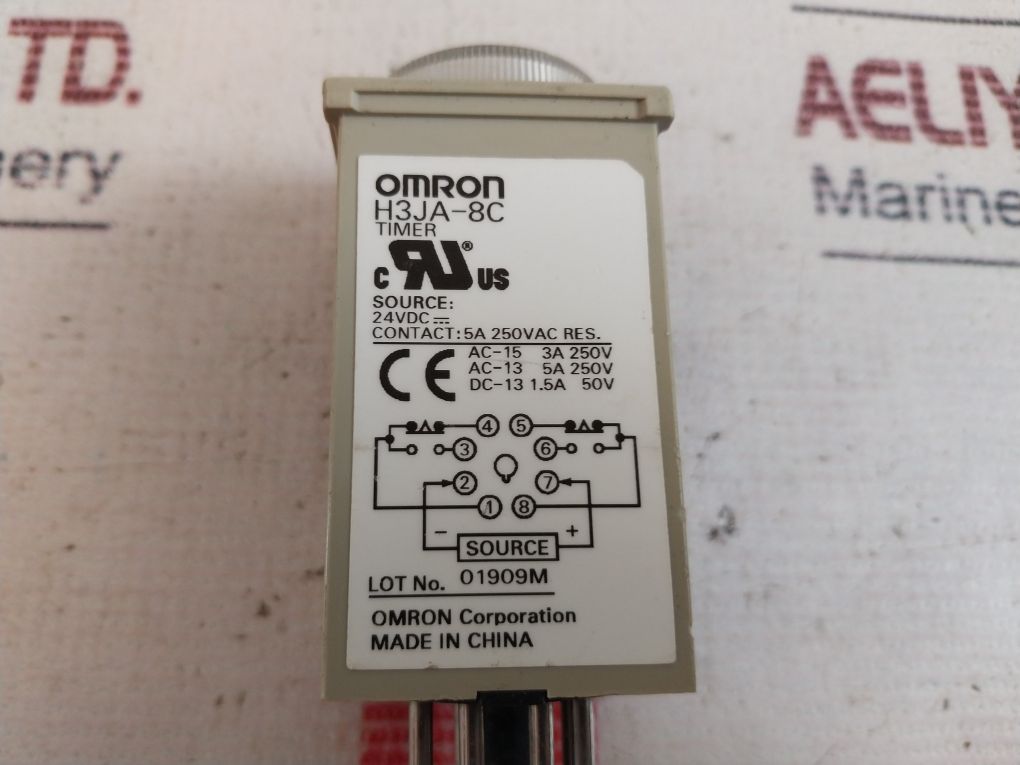 TD.
ery
AELIY
Marine
OMRON
H3JA-8C
TIMER
C RU® US
SOURCE:
24VDC ⎓
CONTACT: 5A 250VAC RES.
CE
AC-15 3A 250V
AC-13 5A 250V
DC-13 1.5A 50V
4 5
3 6
2 7
1 8
- SOURCE +
LOT No. 01909M
OMRON Corporation
MADE IN CHINA